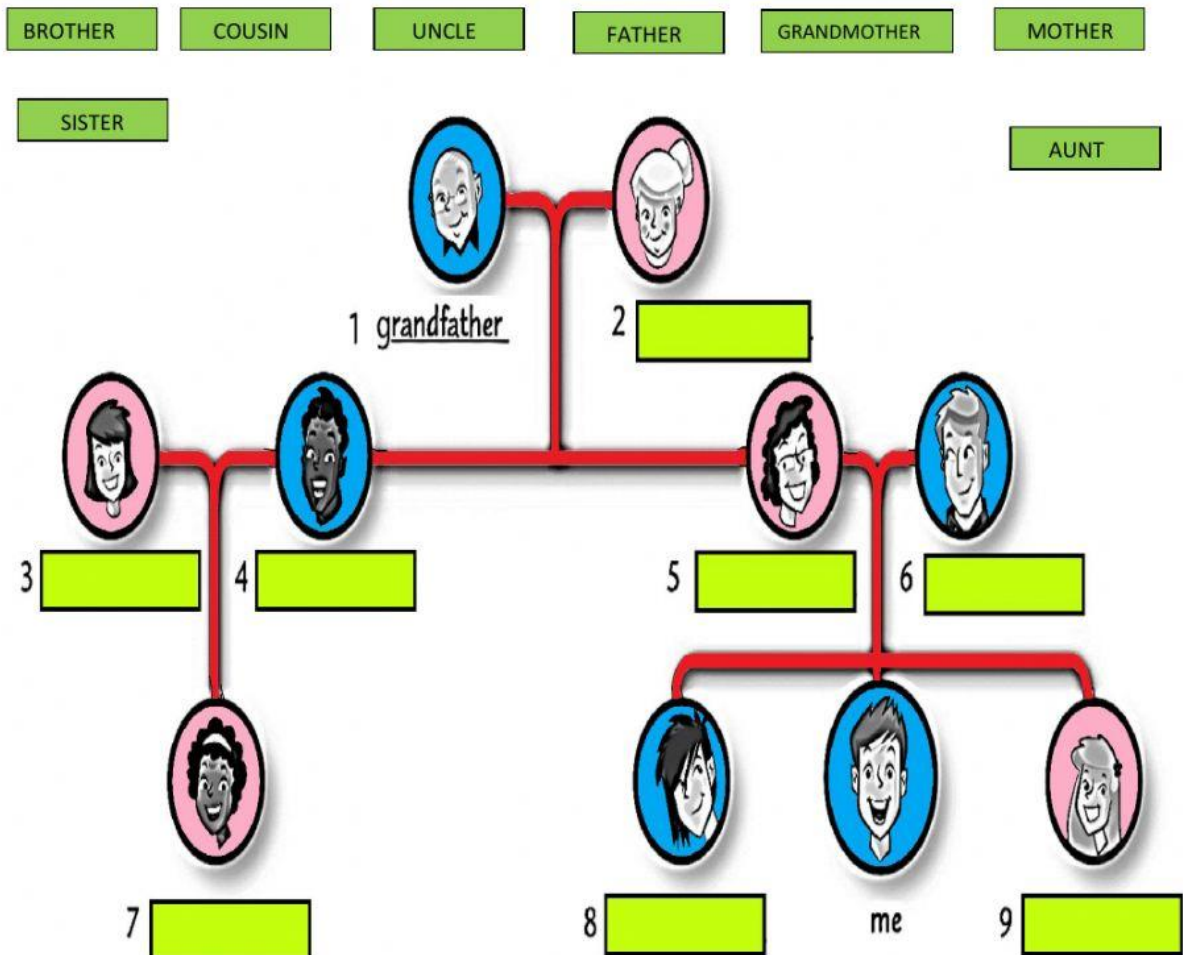 BROTHER COUSIN UNCLE FATHER GRANDMOTHER MOTHER
SISTER
AUNT
1 grandfather 2
3 4 5 6
7 8 me 9